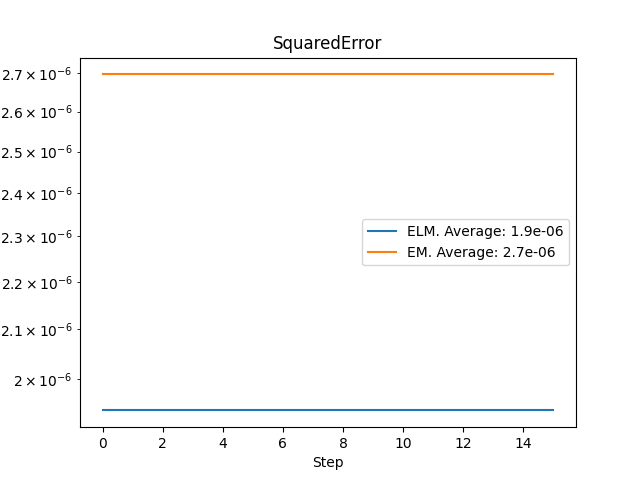 SquaredError
2.7 × 10⁻⁶
2.6 × 10⁻⁶
2.5 × 10⁻⁶
2.4 × 10⁻⁶
2.3 × 10⁻⁶
2.2 × 10⁻⁶
2.1 × 10⁻⁶
2 × 10⁻⁶
ELM. Average: 1.9e-06
EM. Average: 2.7e-06
0 2 4 6 8 10 12 14
Step